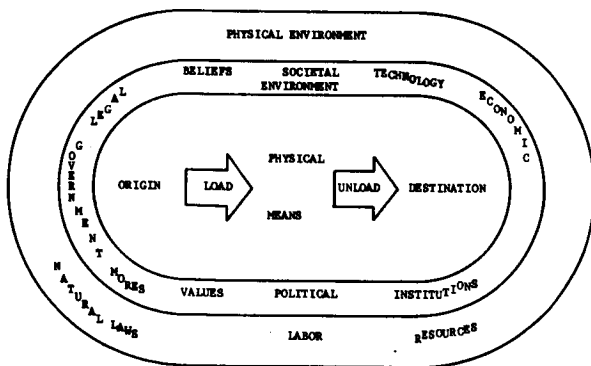 PHYSICAL ENVIRONMENT
BELIEFS
SOCIETAL
ENVIRONMENT
TECHNOLOGY
ECONOMIC
LEGAL
GOVERNMENT
MORES
ORIGIN
LOAD
PHYSICAL
MEANS
UNLOAD
DESTINATION
VALUES
POLITICAL
INSTITUTIONS
NATURAL LAWS
LABOR
RESOURCES